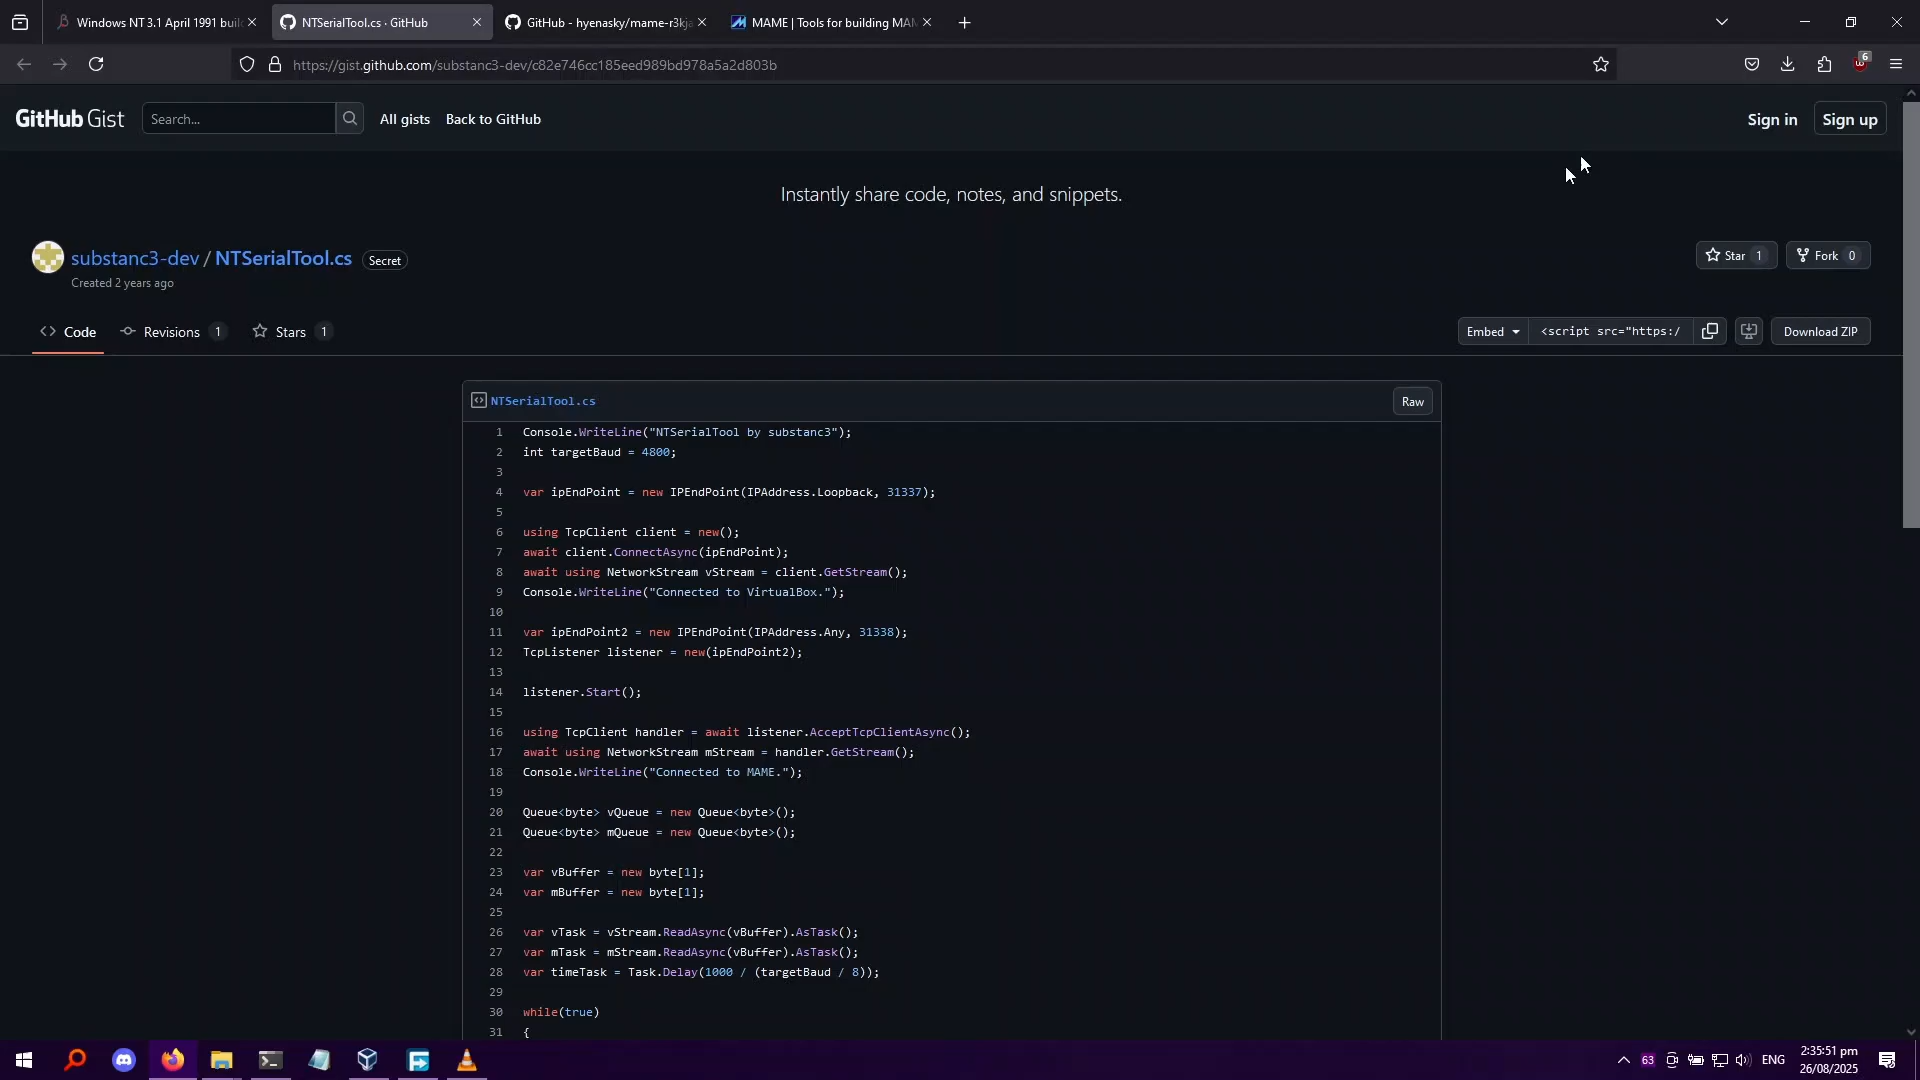 Windows NT 3.1 April 1991 buil
NTSerialTool.cs · GitHub
GitHub - hyenasky/mame-r3kja
MAME | Tools for building MAM
https://gist.github.com/substanc3-dev/c82e746cc185eed989bd978a5a2d803b
6
GitHub Gist
Search...
All gists
Back to GitHub
Sign in
Sign up
Instantly share code, notes, and snippets.
substanc3-dev / NTSerialTool.cs
Secret
Created 2 years ago
Star 1
Fork 0
Code
Revisions 1
Stars 1
Embed
<script src="https:/
Download ZIP
NTSerialTool.cs
Raw
1 Console.WriteLine("NTSerialTool by substanc3");
2 int targetBaud = 4800;
3
4 var ipEndPoint = new IPEndPoint(IPAddress.Loopback, 31337);
5
6 using TcpClient client = new();
7 await client.ConnectAsync(ipEndPoint);
8 await using NetworkStream vStream = client.GetStream();
9 Console.WriteLine("Connected to VirtualBox.");
10
11 var ipEndPoint2 = new IPEndPoint(IPAddress.Any, 31338);
12 TcpListener listener = new(ipEndPoint2);
13
14 listener.Start();
15
16 using TcpClient handler = await listener.AcceptTcpClientAsync();
17 await using NetworkStream mStream = handler.GetStream();
18 Console.WriteLine("Connected to MAME.");
19
20 Queue<byte> vQueue = new Queue<byte>();
21 Queue<byte> mQueue = new Queue<byte>();
22
23 var vBuffer = new byte[1];
24 var mBuffer = new byte[1];
25
26 var vTask = vStream.ReadAsync(vBuffer).AsTask();
27 var mTask = mStream.ReadAsync(vBuffer).AsTask();
28 var timeTask = Task.Delay(1000 / (targetBaud / 8));
29
30 while(true)
31 {
63
ENG
2:35:51 pm
26/08/2025